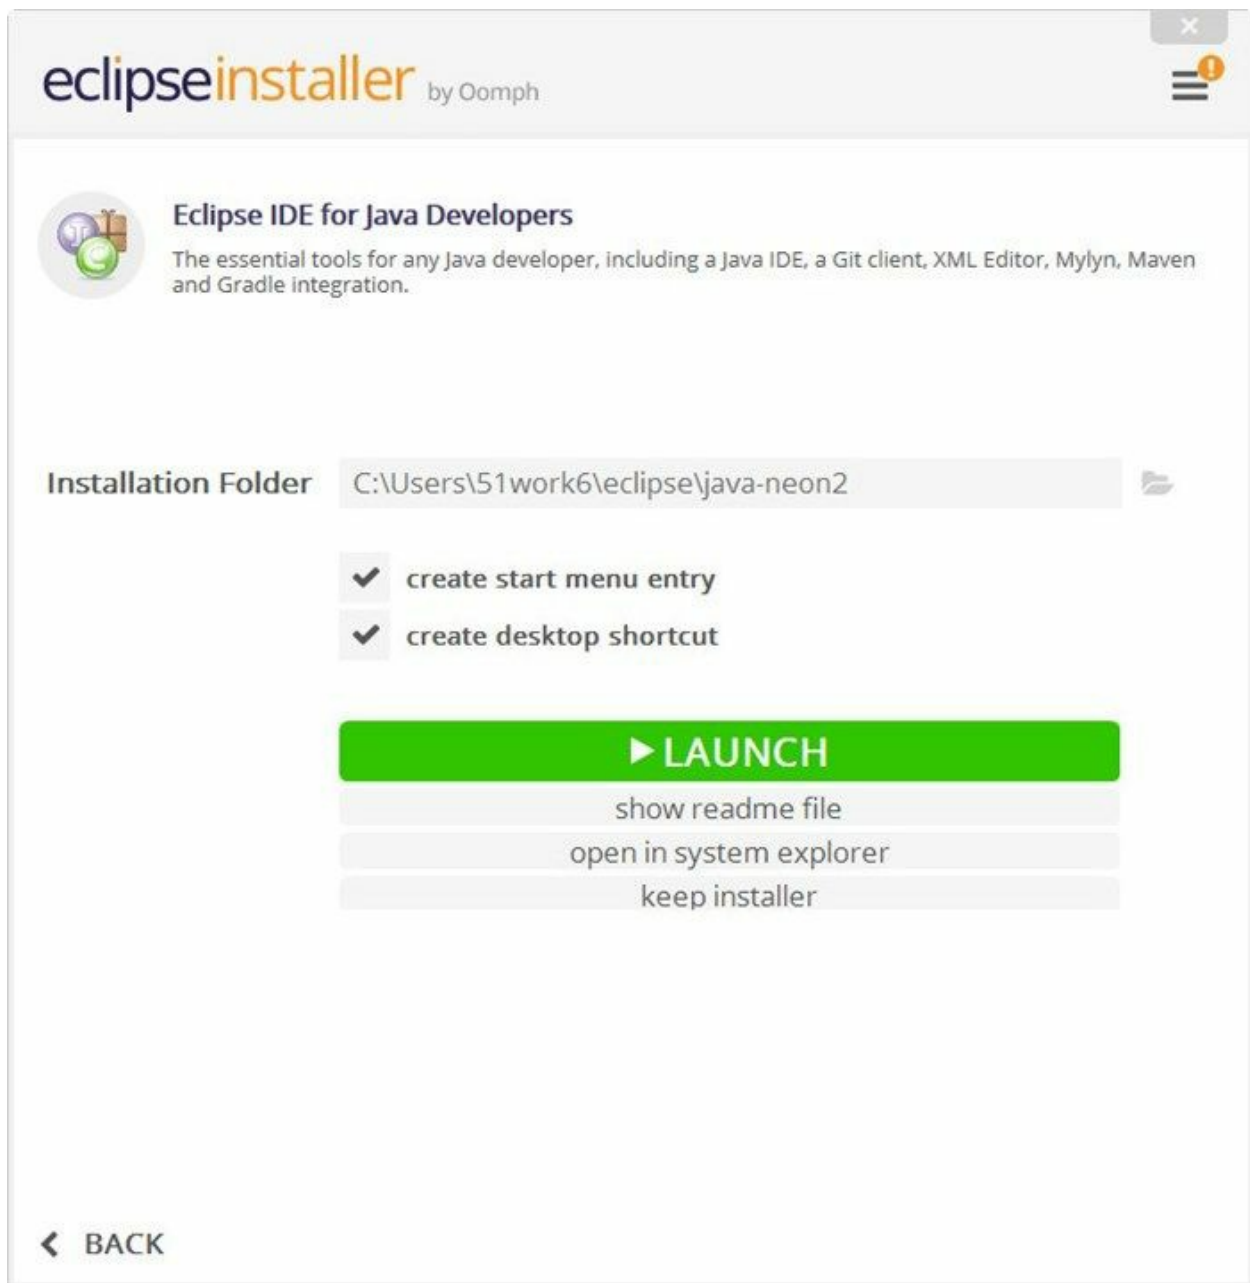 eclipseinstaller by Oomph
Eclipse IDE for Java Developers
The essential tools for any Java developer, including a Java IDE, a Git client, XML Editor, Mylyn, Maven
and Gradle integration.
Installation Folder C:\Users\51work6\eclipse\java-neon2
create start menu entry
create desktop shortcut
LAUNCH
show readme file
open in system explorer
keep installer
BACK